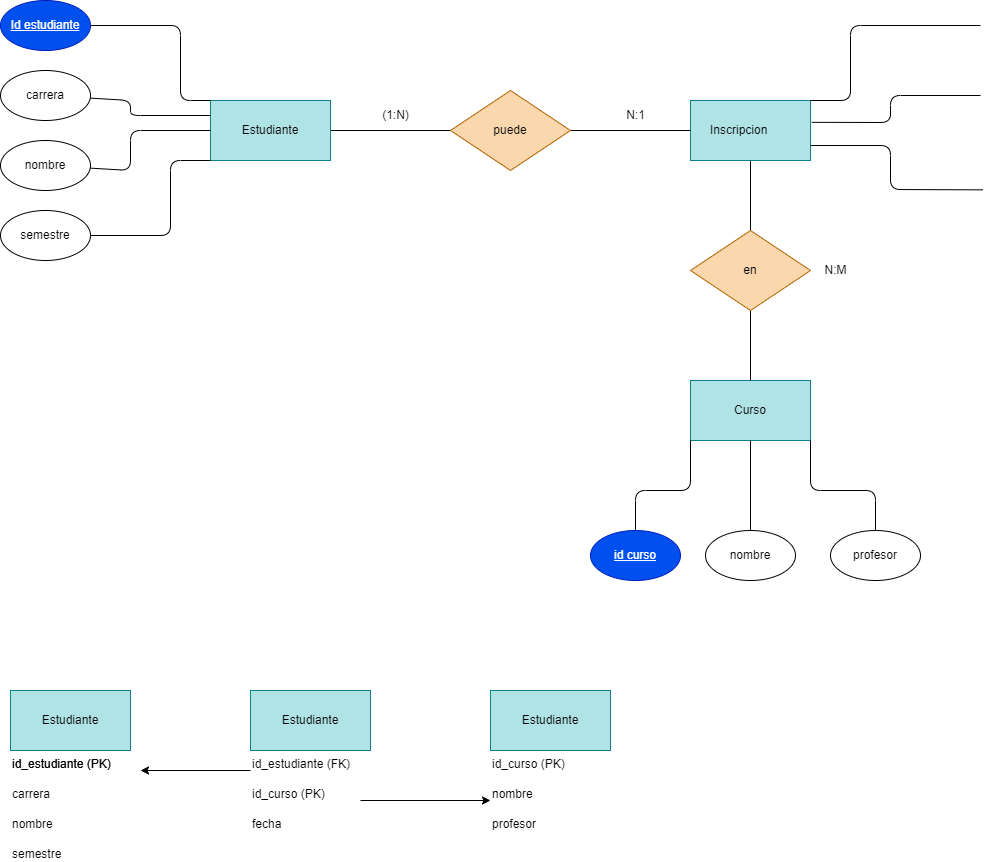 Id estudiante
carrera
nombre
semestre
Estudiante
(1:N)
puede
N:1
Inscripcion
en
N:M
Curso
id curso
nombre
profesor
Estudiante
id_estudiante (PK)
carrera
nombre
semestre
Estudiante
id_estudiante (FK)
id_curso (PK)
fecha
Estudiante
id_curso (PK)
nombre
profesor